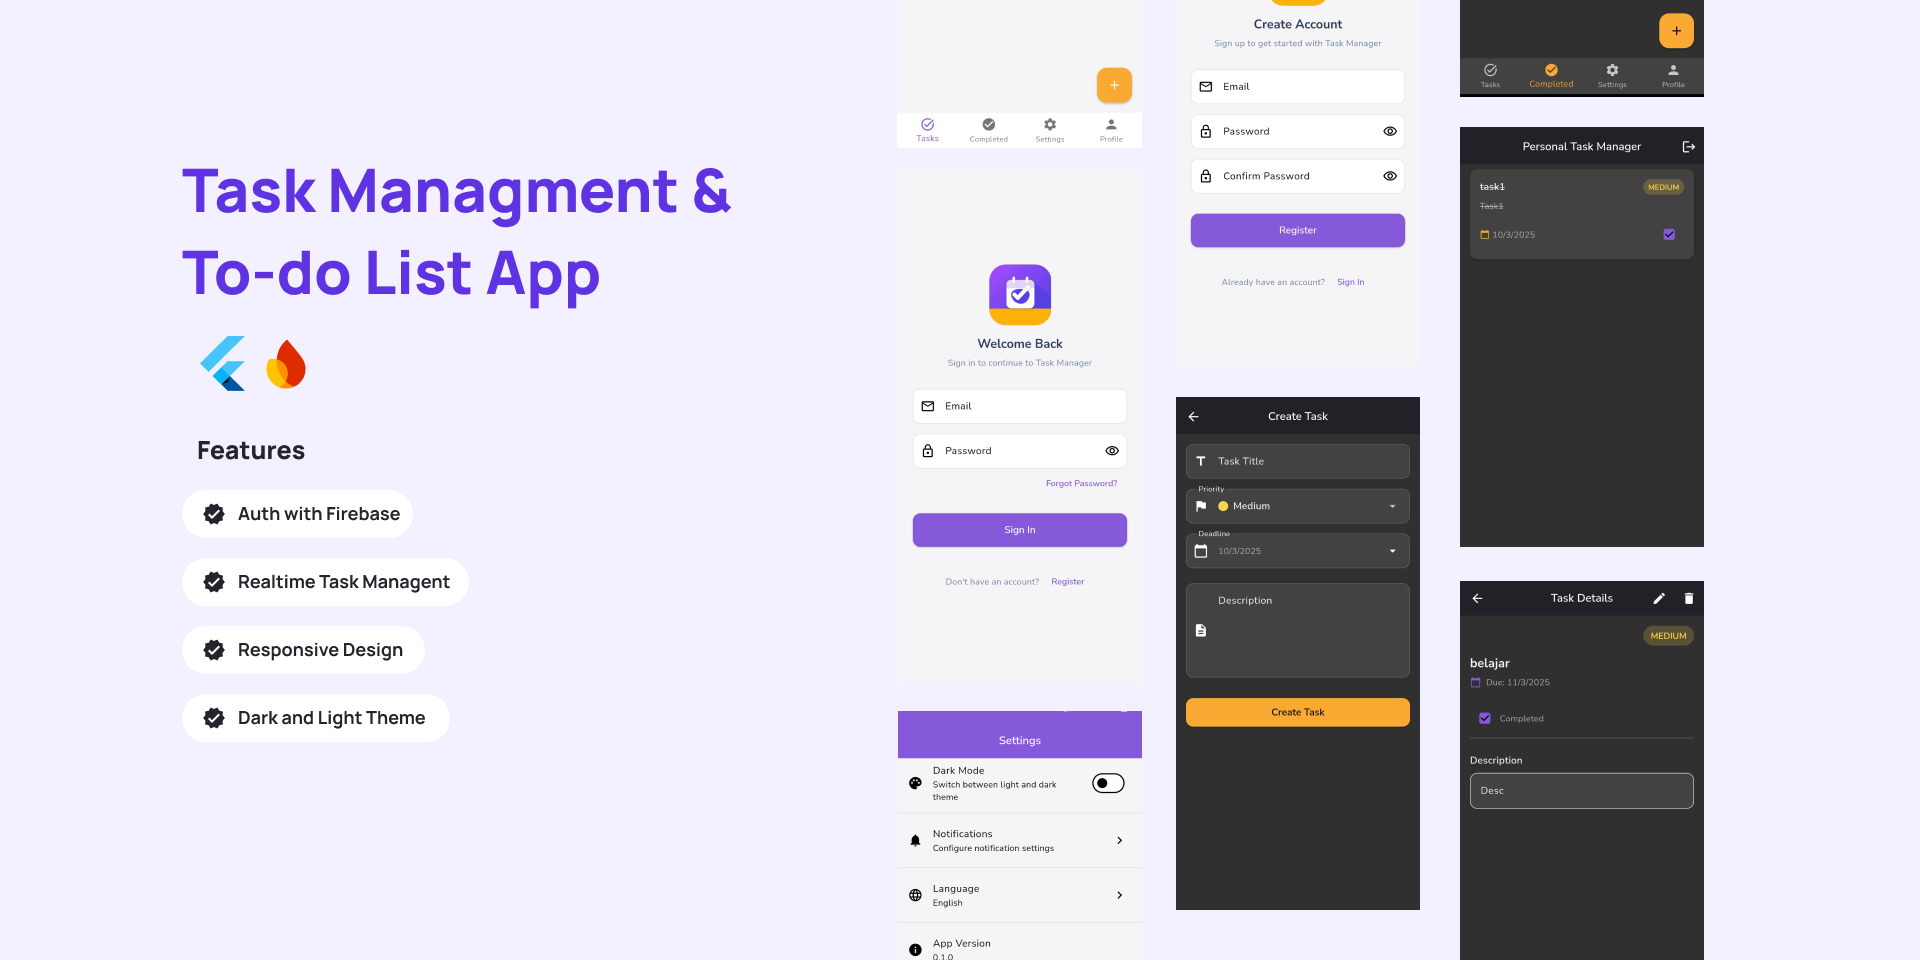 Task Managment &
To-do List App
Features
Auth with Firebase
Realtime Task Managent
Responsive Design
Dark and Light Theme
+
Tasks
Completed
Settings
Profile
Welcome Back
Sign in to continue to Task Manager
Email
Password
Forgot Password?
Sign In
Don't have an account? Register
Settings
Dark Mode
Switch between light and dark
theme
Notifications
Configure notification settings
Language
English
App Version
0.1.0
Create Account
Sign up to get started with Task Manager
Email
Password
Confirm Password
Register
Already have an account? Sign In
Create Task
Task Title
Priority
Medium
Deadline
10/3/2025
Description
Create Task
+
Tasks
Completed
Settings
Profile
Personal Task Manager
task1
MEDIUM
Task1
10/3/2025
Task Details
MEDIUM
belajar
Due: 11/3/2025
Completed
Description
Desc